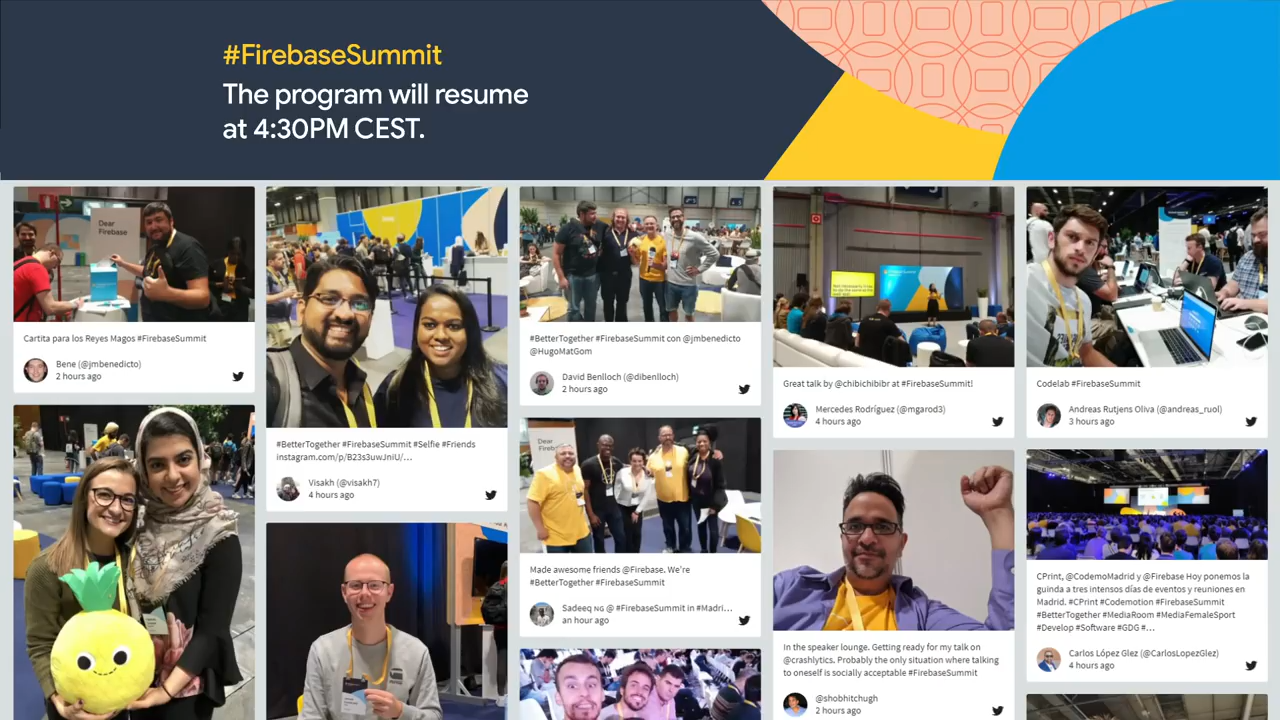 #FirebaseSummit
The program will resume
at 4:30PM CEST.
Dear
Firebase
Cartita para los Reyes Magos #FirebaseSummit
Bene (@jmbenedicto)
2 hours ago
#BetterTogether #FirebaseSummit #Selfie #Friends
instagram.com/p/B23s3uwJniU/...
Visakh (@visakh7)
4 hours ago
#BetterTogether #FirebaseSummit con @jmbenedicto
@HugoMatGom
David Benlloch (@dibenlloch)
2 hours ago
Dear
Made awesome friends @Firebase. We're
#BetterTogether #FirebaseSummit
Sadeeq NG @ #FirebaseSummit in #Madri...
an hour ago
Great talk by @chibichibibr at #FirebaseSummit!
Mercedes Rodríguez (@mgarod3)
4 hours ago
In the speaker lounge. Getting ready for my talk on
@crashlytics. Probably the only situation where talking
to oneself is socially acceptable #FirebaseSummit
@shobhitchugh
2 hours ago
Codelab #FirebaseSummit
Andreas Rutjens Oliva (@andreas_ruol)
3 hours ago
CPrint, @CodemoMadrid y @Firebase Hoy ponemos la
guinda a tres intensos días de eventos y reuniones en
Madrid. #CPrint #Codemotion #FirebaseSummit
#BetterTogether #MediaRoom #MediaFemaleSport
#Develop #Software #GDG #...
Carlos López Glez (@CarlosLopezGlez)
4 hours ago